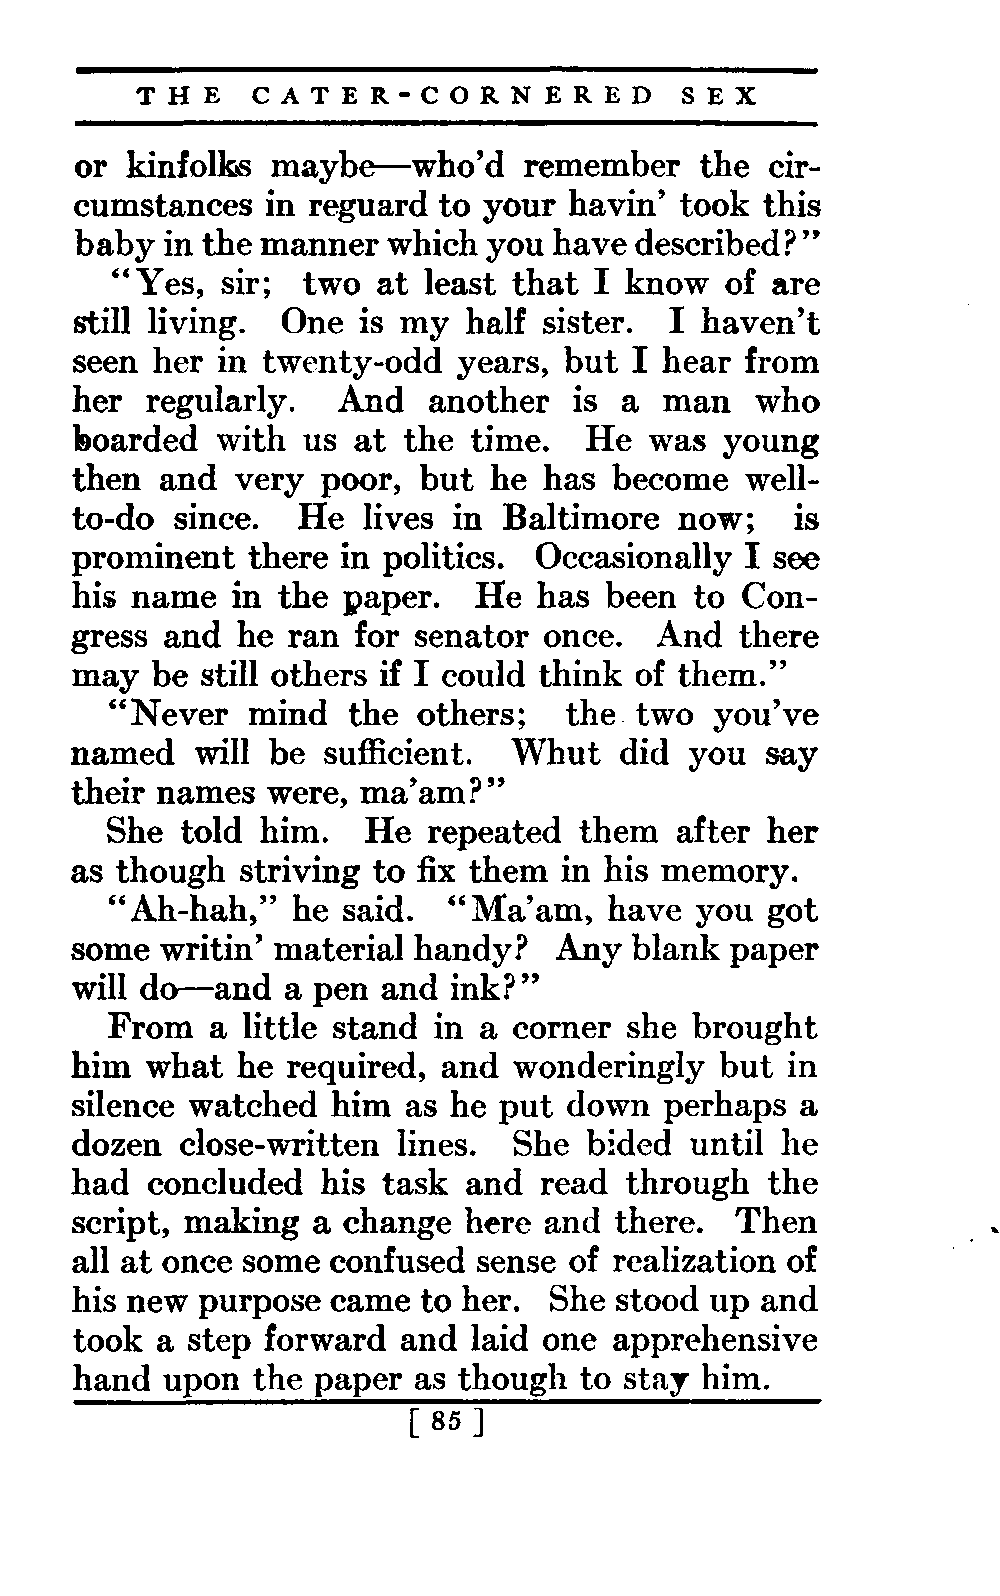 THE CATER-CORNERED SEX
or kinfolks maybe—who'd remember the cir-
cumstances in reguard to your havin' took this
baby in the manner which you have described?"
"Yes, sir; two at least that I know of are
still living. One is my half sister. I haven't
seen her in twenty-odd years, but I hear from
her regularly. And another is a man who
boarded with us at the time. He was young
then and very poor, but he has become well-
to-do since. He lives in Baltimore now; is
prominent there in politics. Occasionally I see
his name in the paper. He has been to Con-
gress and he ran for senator once. And there
may be still others if I could think of them."
"Never mind the others; the two you've
named will be sufficient. Whut did you say
their names were, ma'am?"
She told him. He repeated them after her
as though striving to fix them in his memory.
"Ah-hah," he said. "Ma'am, have you got
some writin' material handy? Any blank paper
will do—and a pen and ink?"
From a little stand in a corner she brought
him what he required, and wonderingly but in
silence watched him as he put down perhaps a
dozen close-written lines. She bided until he
had concluded his task and read through the
script, making a change here and there. Then
all at once some confused sense of realization of
his new purpose came to her. She stood up and
took a step forward and laid one apprehensive
hand upon the paper as though to stay him.
[ 85 ]